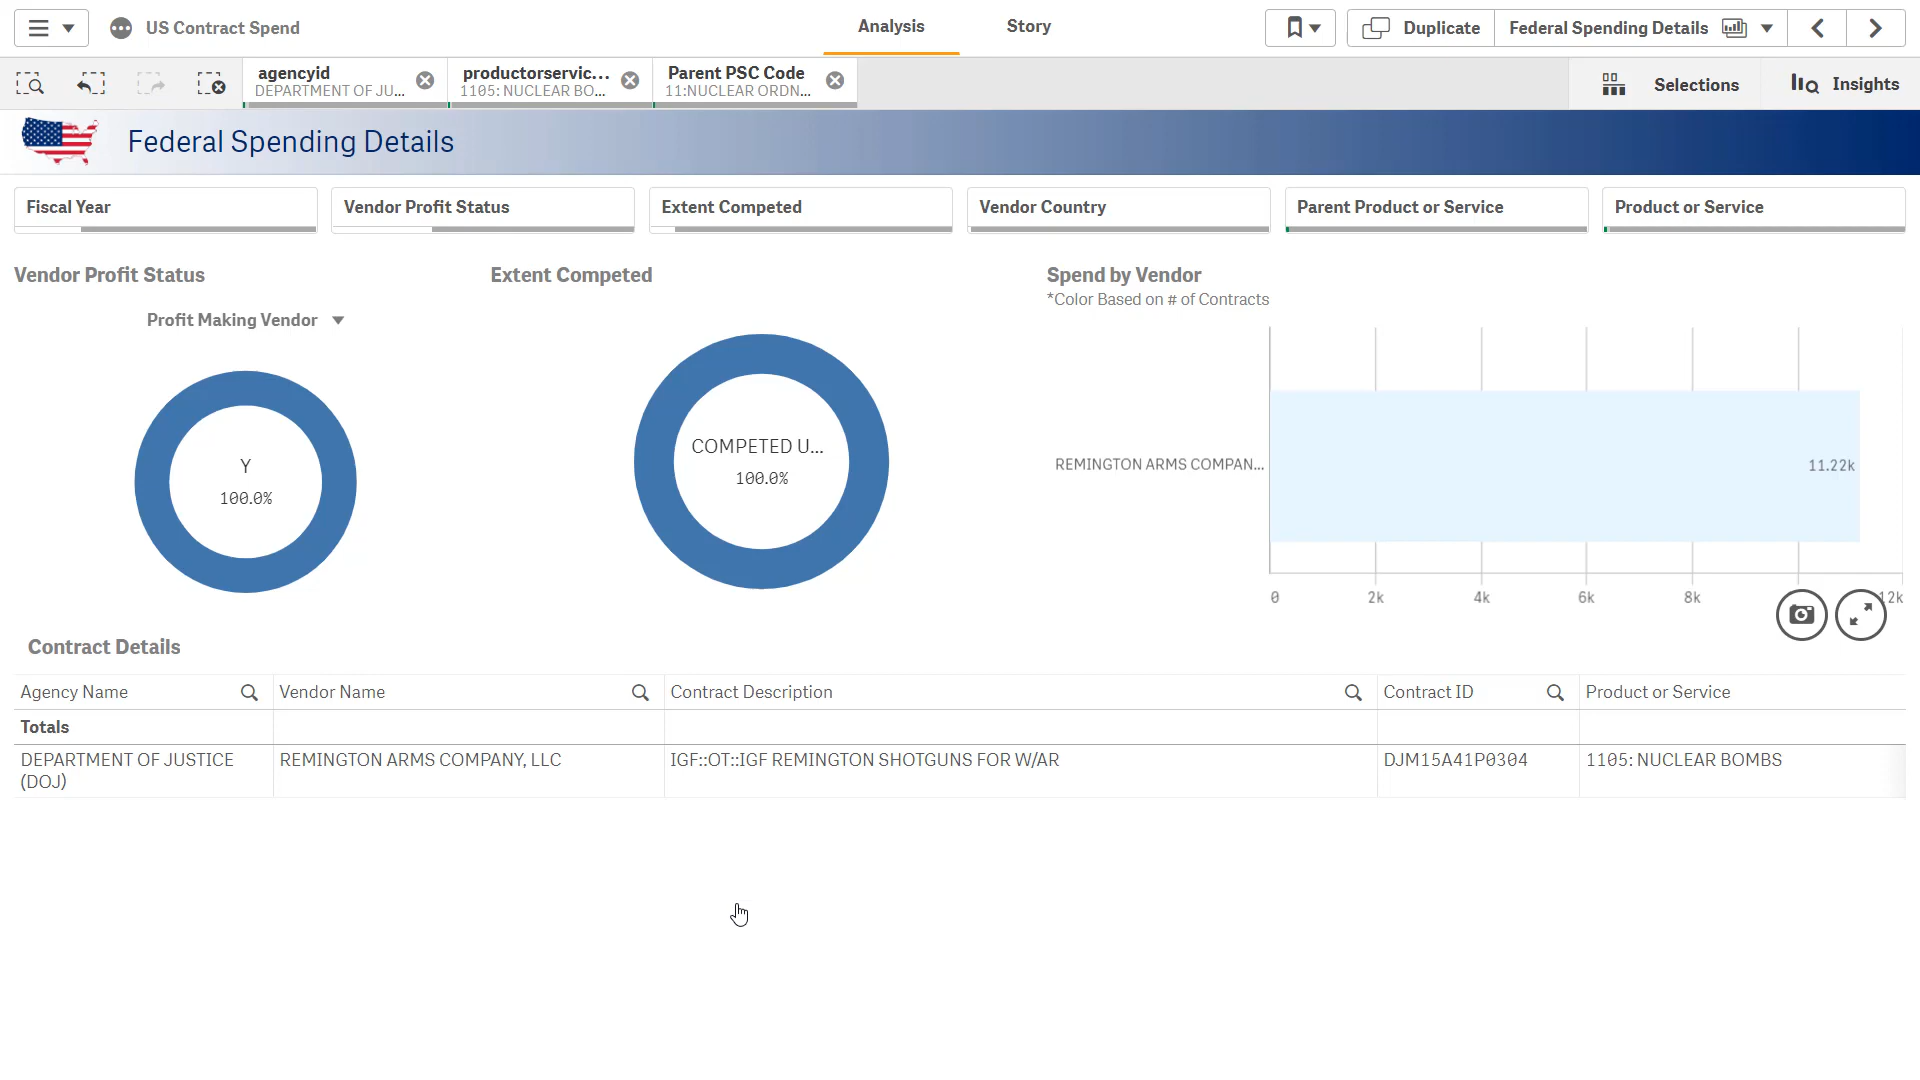 US Contract Spend
Analysis
Story
Duplicate
Federal Spending Details
agencyid
DEPARTMENT OF JU...
productorservic...
1105: NUCLEAR BO...
Parent PSC Code
11:NUCLEAR ORDN...
Selections
Insights
Federal Spending Details
Fiscal Year
Vendor Profit Status
Extent Competed
Vendor Country
Parent Product or Service
Product or Service
Vendor Profit Status
Profit Making Vendor
Y
100.0%
Extent Competed
COMPETED U...
100.0%
Spend by Vendor
*Color Based on # of Contracts
REMINGTON ARMS COMPAN...
11.22k
0 2k 4k 6k 8k 12k
Contract Details
Agency Name Vendor Name Contract Description Contract ID Product or Service
Totals
DEPARTMENT OF JUSTICE REMINGTON ARMS COMPANY, LLC IGF::OT::IGF REMINGTON SHOTGUNS FOR W/AR DJM15A41P0304 1105: NUCLEAR BOMBS
(DOJ)